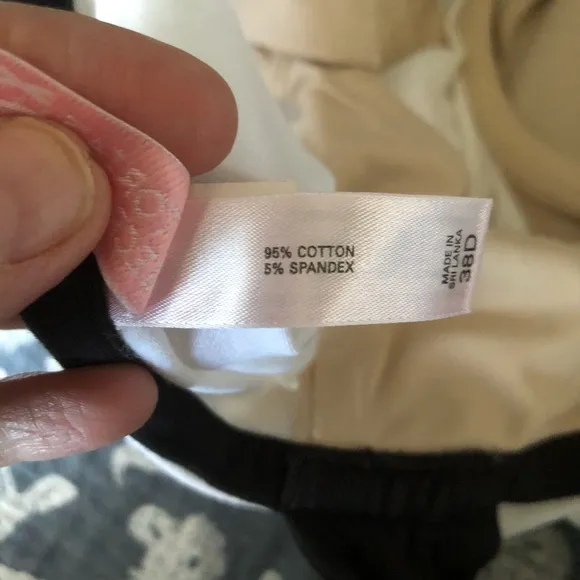 95% COTTON
5% SPANDEX
MADE IN
SRI LANKA
38D